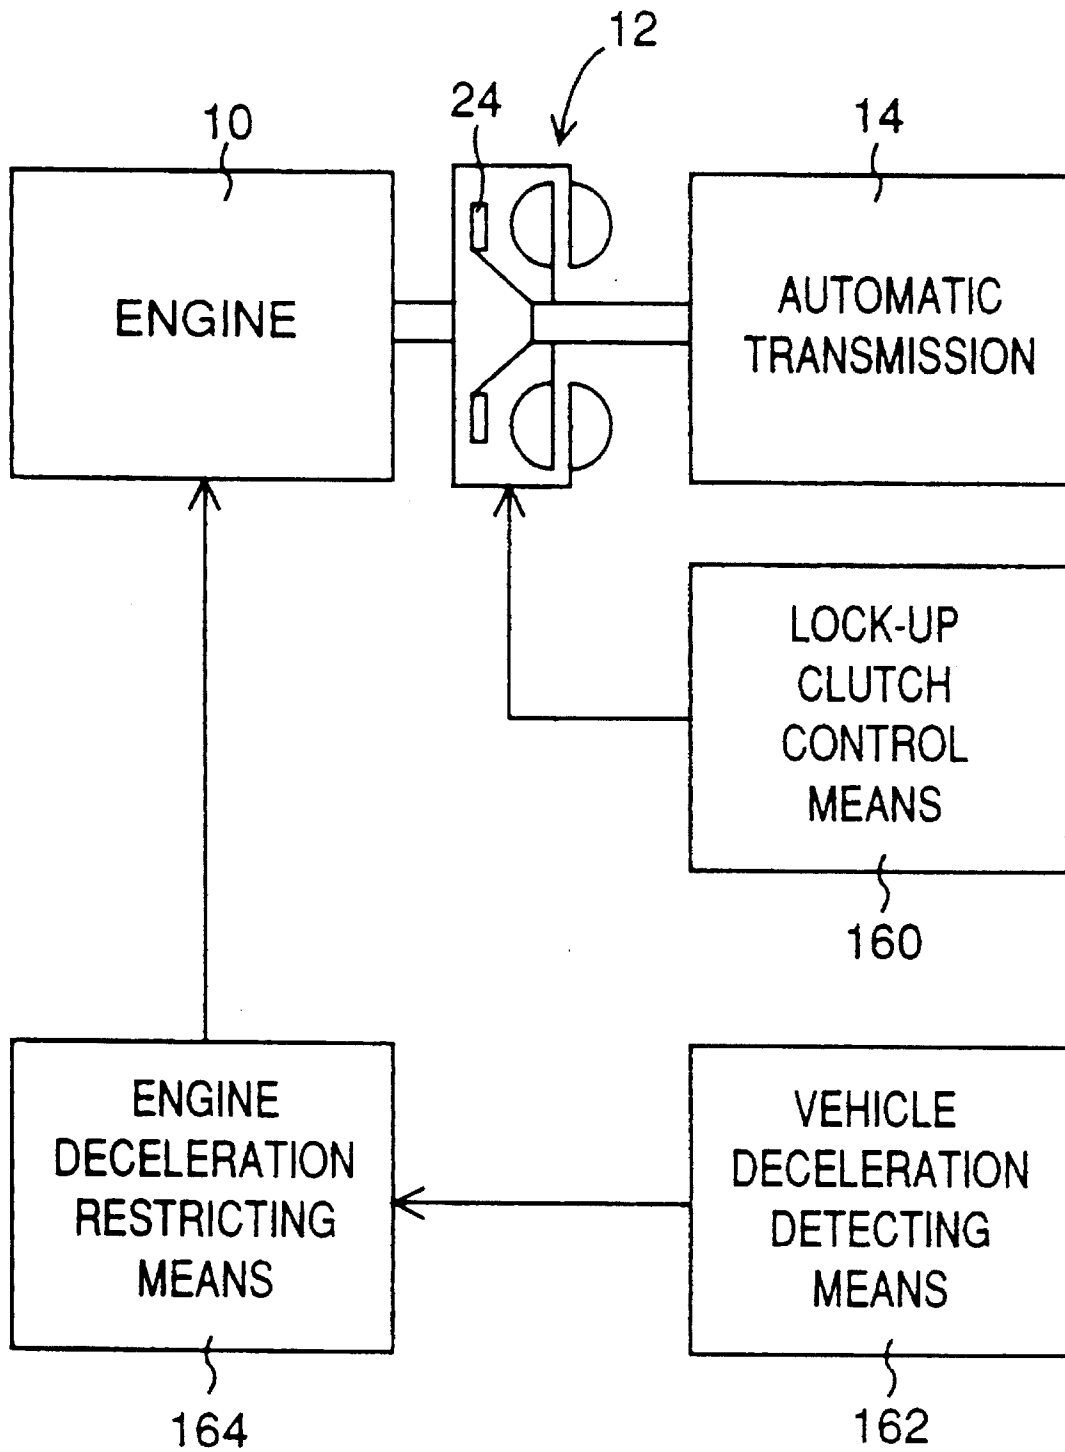 12
24
10
14
ENGINE
AUTOMATIC
TRANSMISSION
LOCK-UP
CLUTCH
CONTROL
MEANS
160
ENGINE
DECELERATION
RESTRICTING
MEANS
164
VEHICLE
DECELERATION
DETECTING
MEANS
162